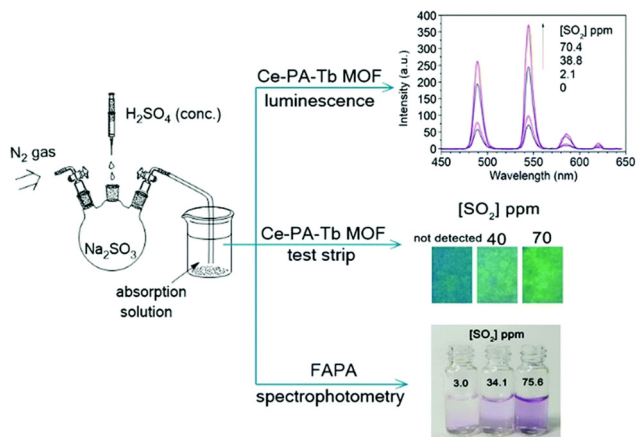 H₂SO₄ (conc.)
N₂ gas
Na₂SO₃
absorption
solution
Ce-PA-Tb MOF
luminescence
Intensity (a.u.)
400
350
300
250
200
150
100
50
0
450 500 550 600 650
Wavelength (nm)
[SO₂] ppm
70.4
38.8
2.1
0
Ce-PA-Tb MOF
test strip
[SO₂] ppm
not detected 40 70
FAPA
spectrophotometry
[SO₂] ppm
3.0 34.1 75.6